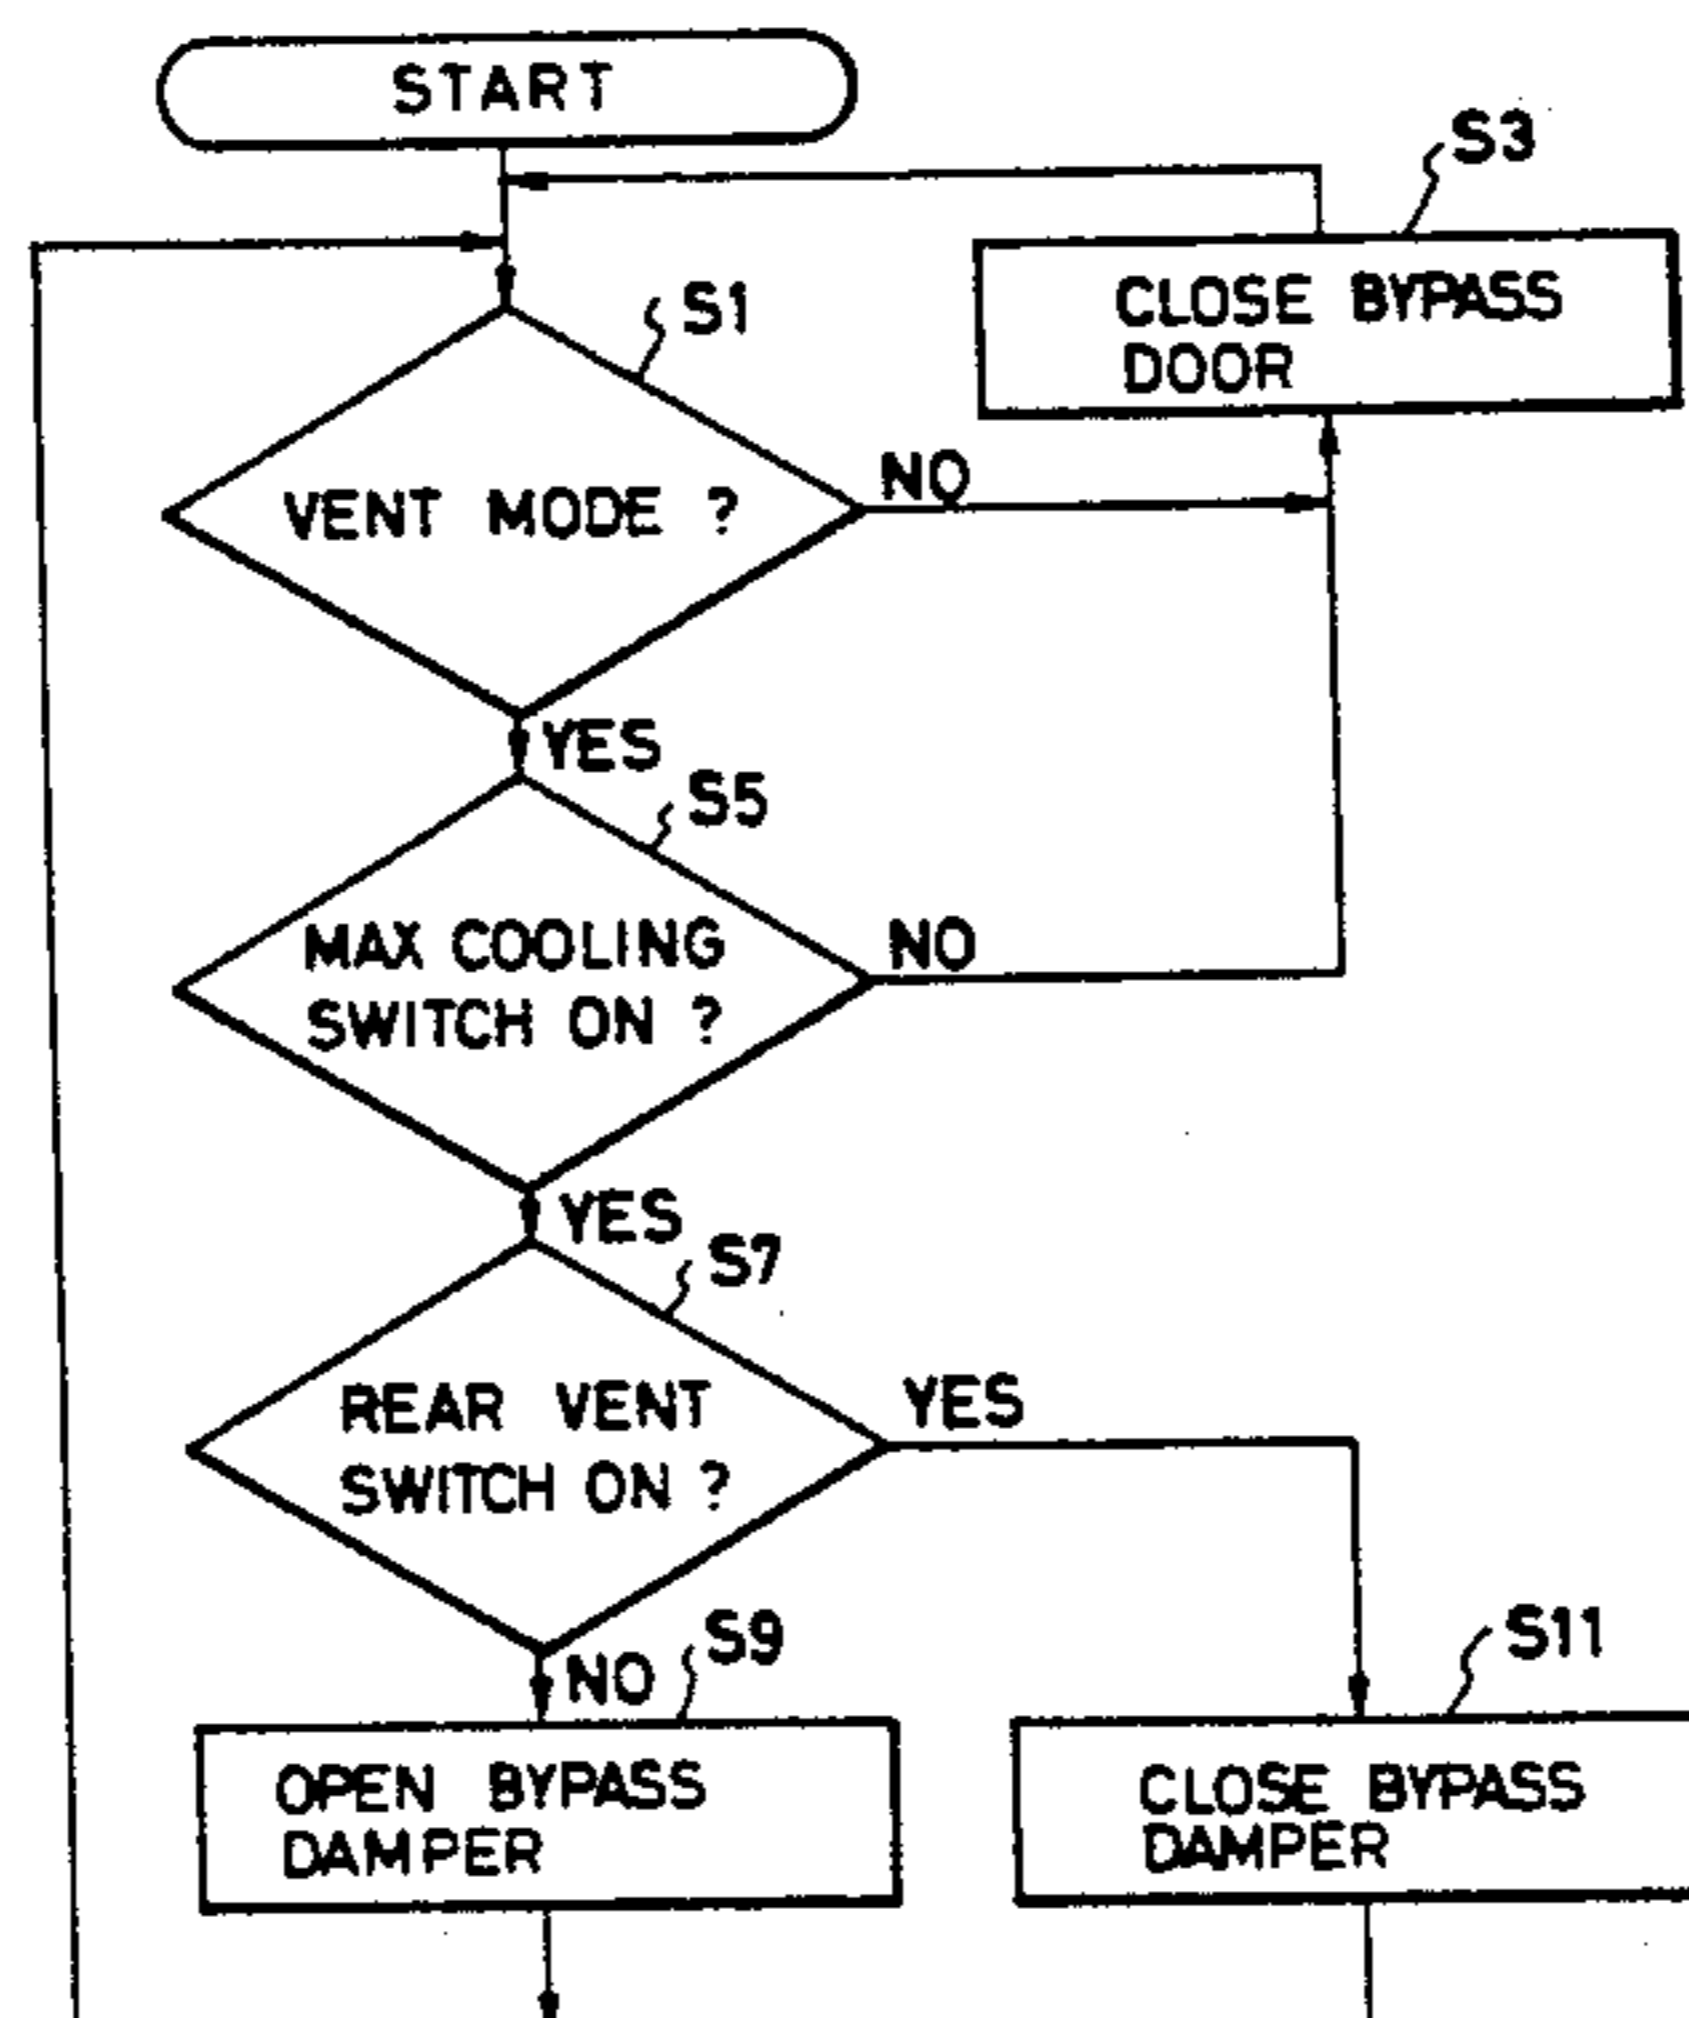 START
S3
CLOSE BYPASS
DOOR
S1
VENT MODE ?
NO
YES
S5
MAX COOLING
SWITCH ON ?
NO
YES
S7
REAR VENT
SWITCH ON ?
YES
NO
S9
S11
OPEN BYPASS
DAMPER
CLOSE BYPASS
DAMPER